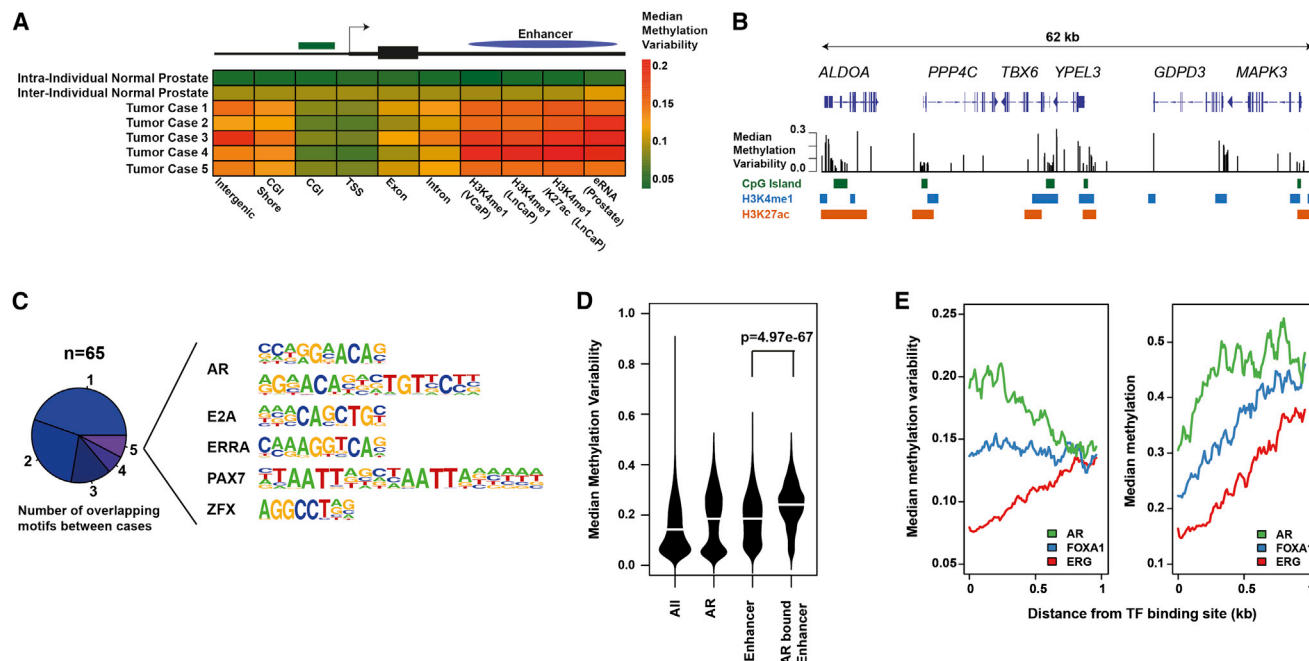 A
Enhancer
Median
Methylation
Variability
0.2
0.15
0.1
0.05
Intra-Individual Normal Prostate
Inter-Individual Normal Prostate
Tumor Case 1
Tumor Case 2
Tumor Case 3
Tumor Case 4
Tumor Case 5
Intergenic
CGI
Shore
CGI
TSS
Exon
Intron
H3K4me1
(VCaP)
H3K4me1
(LnCaP)
H3K4me1
/K27ac (LnCaP)
eRNA
(Prostate)
B
62 kb
ALDOA PPP4C TBX6 YPEL3 GDPD3 MAPK3
Median
Methylation
Variability
0.3
0.0
CpG Island
H3K4me1
H3K27ac
C
n=65
1
2
3
4
5
Number of overlapping
motifs between cases
AR
E2A
ERRA
PAX7
ZFX
D
Median Methylation Variability
1.0
0.8
0.6
0.4
0.2
0.0
p=4.97e-67
All
AR
Enhancer
AR bound
Enhancer
E
Median methylation variability
0.25
0.20
0.15
0.10
0.05
0
0.5
1
AR
FOXA1
ERG
Median methylation
0.6
0.5
0.4
0.3
0.2
0.1
0
0.5
1
AR
FOXA1
ERG
Distance from TF binding site (kb)